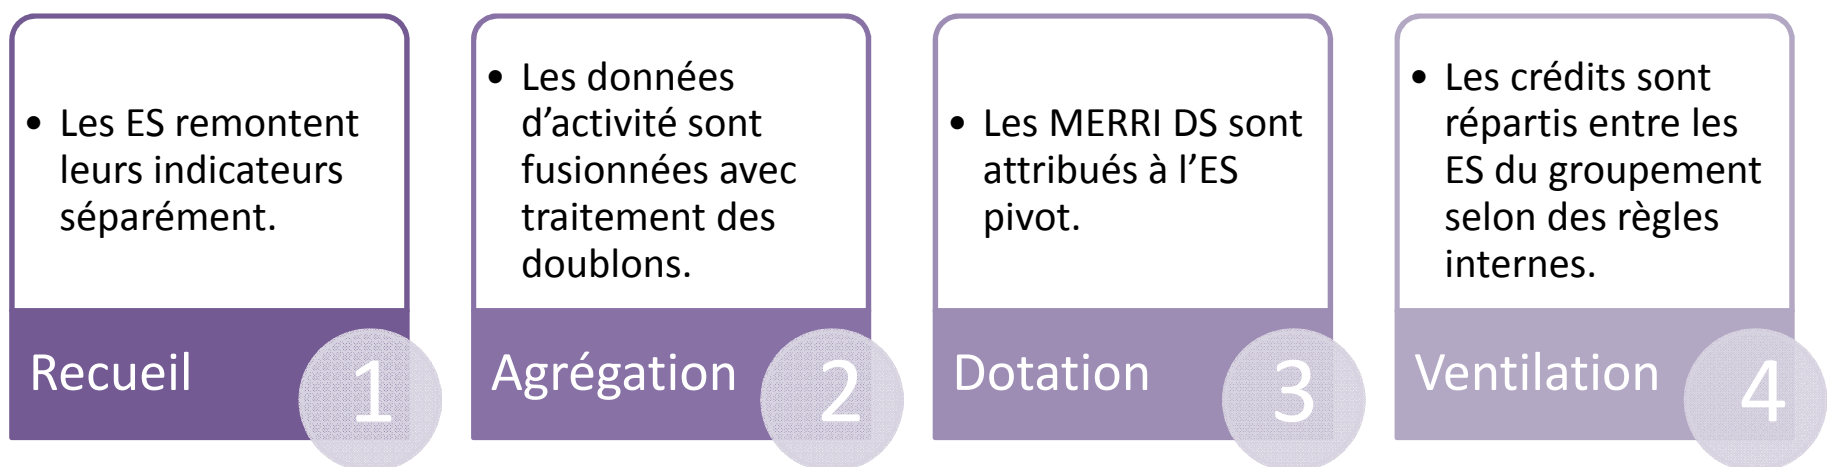 • Les ES remontent
leurs indicateurs
séparément.
Recueil
1
• Les données
d’activité sont
fusionnées avec
traitement des
doublons.
Agrégation
2
• Les MERRI DS sont
attribués à l’ES
pivot.
Dotation
3
• Les crédits sont
répartis entre les
ES du groupement
selon des règles
internes.
Ventilation
4